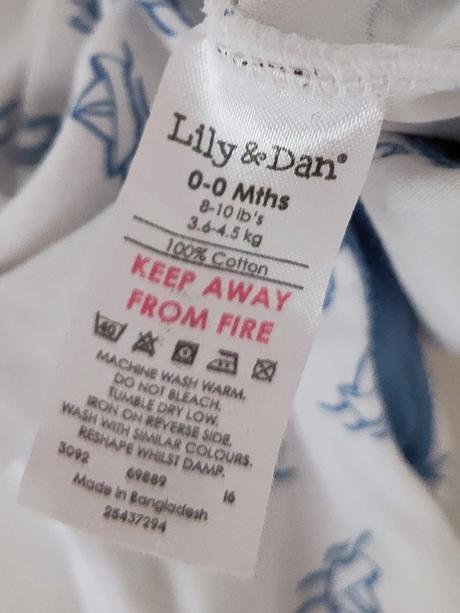 Lily & Dan®
0-0 Mths
8-10 lb's
3.6-4.5 kg
100% Cotton
KEEP AWAY
FROM FIRE
40
MACHINE WASH WARM.
DO NOT BLEACH.
TUMBLE DRY LOW.
IRON ON REVERSE SIDE.
WASH WITH SIMILAR COLOURS.
RESHAPE WHILST DAMP.
3092 69889 16
Made in Bangladesh
25437294